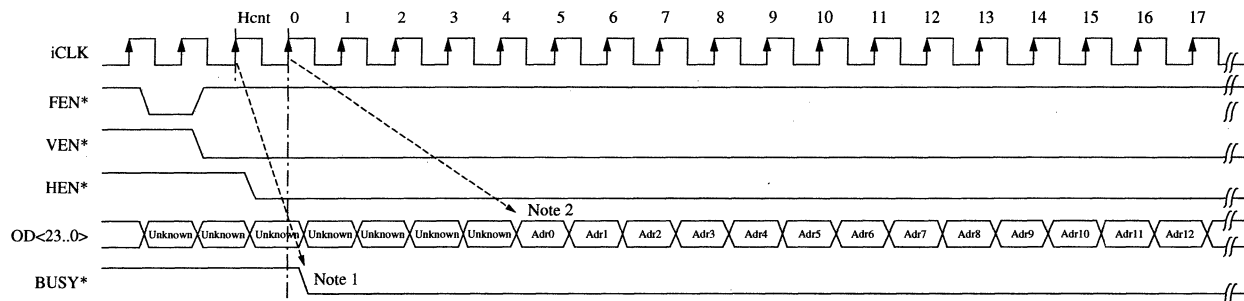 Hcnt 0 1 2 3 4 5 6 7 8 9 10 11 12 13 14 15 16 17
iCLK
FEN*
VEN*
HEN*
Note 2
OD<23..0> Unknown Unknown Unknown Unknown Unknown Unknown Unknown Adr0 Adr1 Adr2 Adr3 Adr4 Adr5 Adr6 Adr7 Adr8 Adr9 Adr10 Adr11 Adr12
BUSY* Note 1